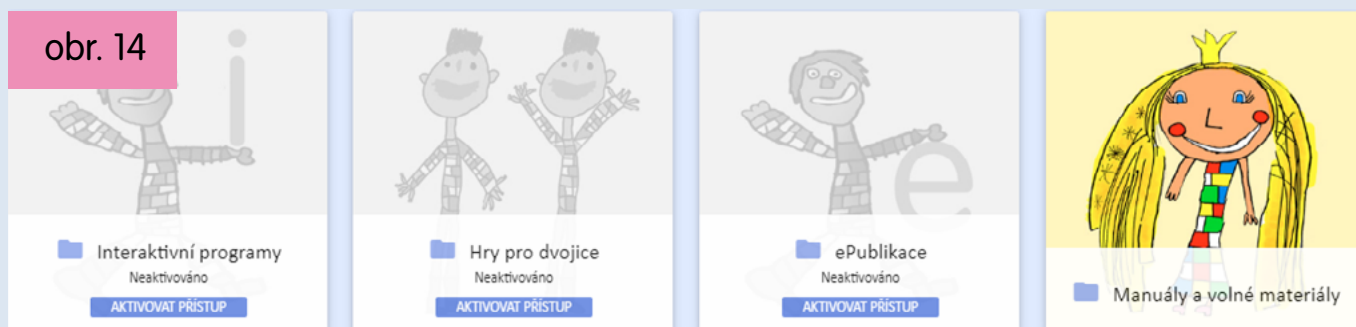 obr. 14
i
Interaktivní programy
Neaktivováno
AKTIVOVAT PŘÍSTUP
Hry pro dvojice
Neaktivováno
AKTIVOVAT PŘÍSTUP
e
ePublikace
Neaktivováno
AKTIVOVAT PŘÍSTUP
Manuály a volné materiály